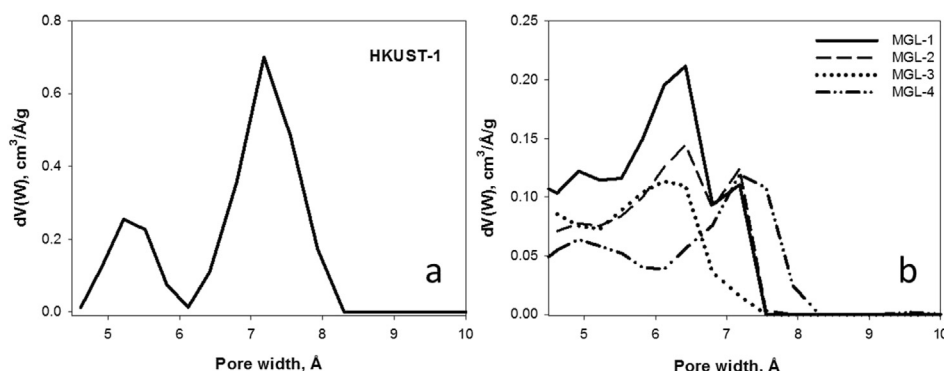 0.8
0.6
0.4
0.2
0.0
dV(W), cm³/Å/g
HKUST-1
a
5 6 7 8 9 10
Pore width, Å
0.25
0.20
0.15
0.10
0.05
0.00
dV(W), cm³/Å/g
MGL-1
MGL-2
MGL-3
MGL-4
b
5 6 7 8 9 10
Pore width, Å